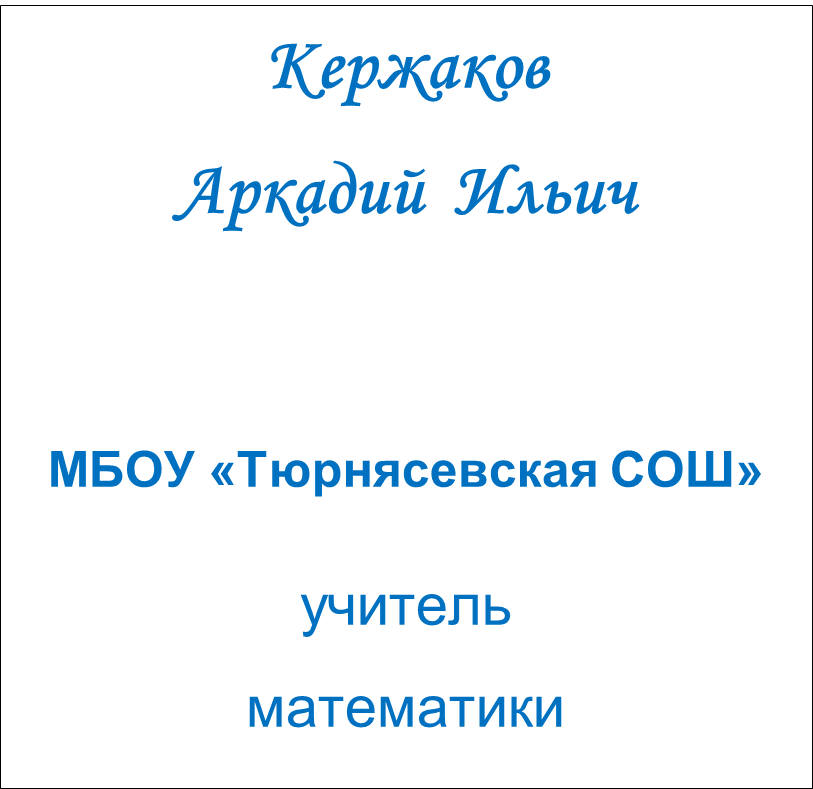 Кержаков
Аркадий Ильич
МБОУ «Тюрнясевская СОШ»
учитель
математики